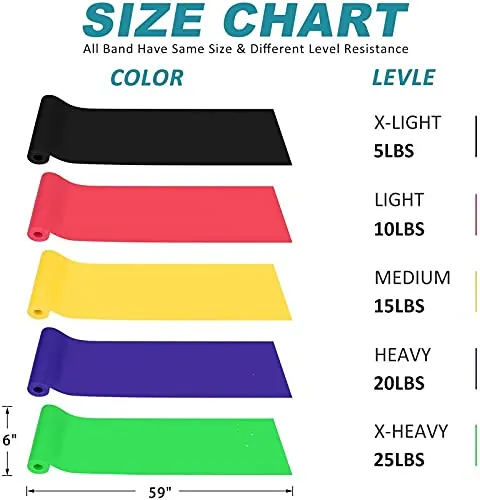 SIZE CHART
All Band Have Same Size & Different Level Resistance
COLOR
LEVLE
X-LIGHT
5LBS
LIGHT
10LBS
MEDIUM
15LBS
HEAVY
20LBS
X-HEAVY
25LBS
6"
59"